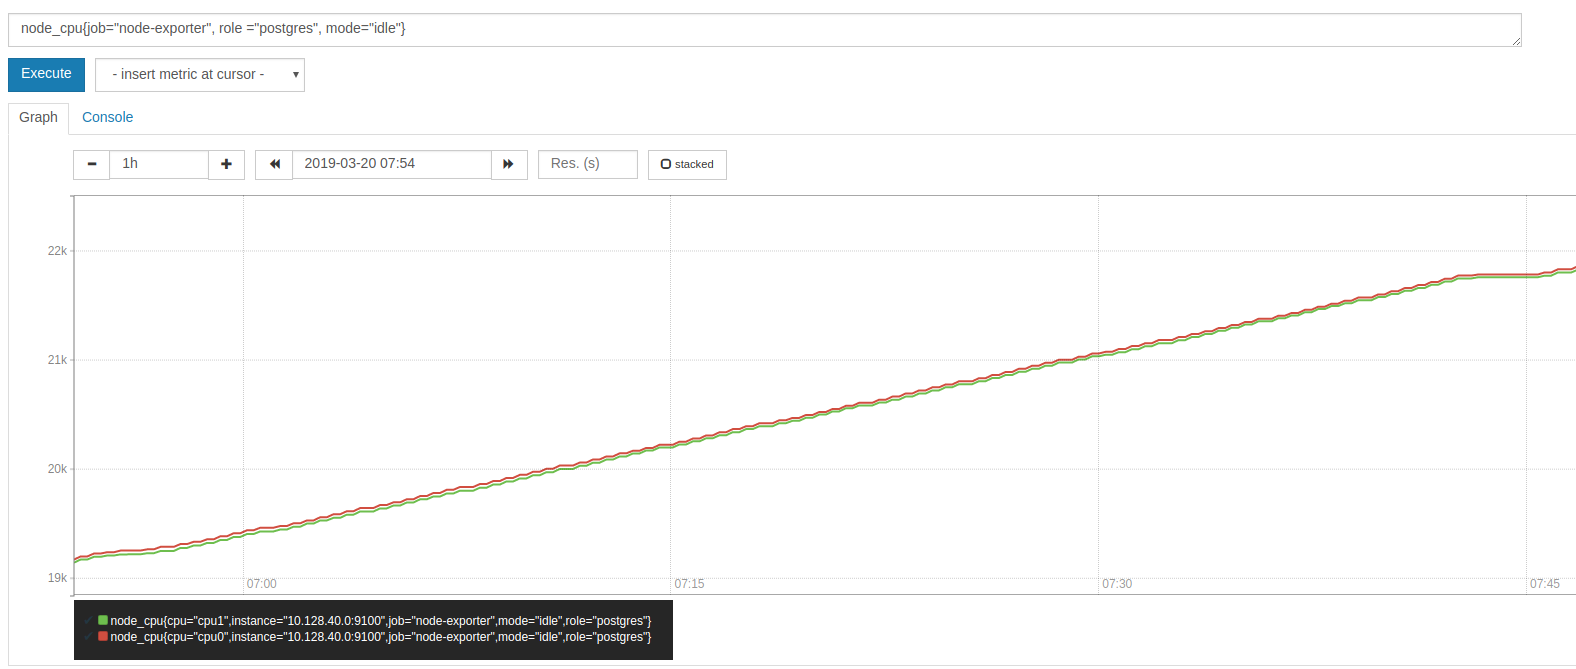 node_cpu{job="node-exporter", role ="postgres", mode="idle"}
Execute
- insert metric at cursor -
Graph Console
1h 2019-03-20 07:54 Res. (s) stacked
22k
21k
20k
19k
07:00 07:15 07:30 07:45
node_cpu{cpu="cpu1",instance="10.128.40.0:9100",job="node-exporter",mode="idle",role="postgres"}
node_cpu{cpu="cpu0",instance="10.128.40.0:9100",job="node-exporter",mode="idle",role="postgres"}